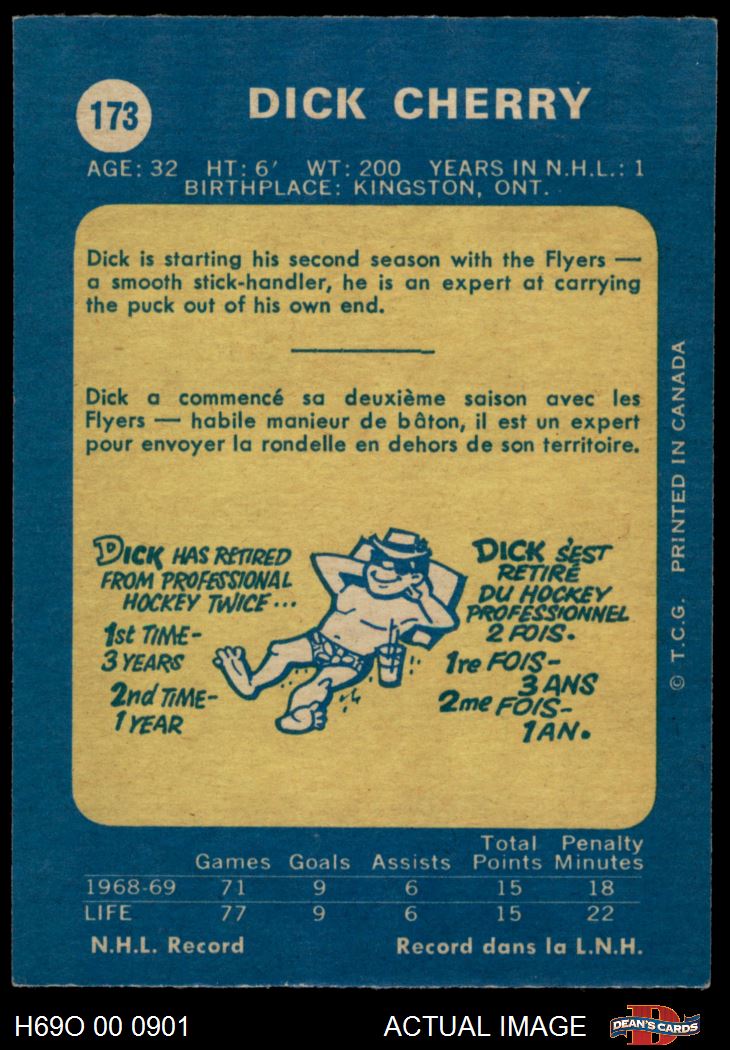 173
DICK CHERRY
AGE: 32 HT: 6' WT: 200 YEARS IN N.H.L.: 1
BIRTHPLACE: KINGSTON, ONT.
Dick is starting his second season with the Flyers —
a smooth stick-handler, he is an expert at carrying
the puck out of his own end.
Dick a commencé sa deuxième saison avec les
Flyers — habile manieur de bâton, il est un expert
pour envoyer la rondelle en dehors de son territoire.
DICK HAS RETIRED
FROM PROFESSIONAL
HOCKEY TWICE...
1st TIME-
3 YEARS
2nd TIME-
1 YEAR
DICK S'EST
RETIRÉ
DU HOCKEY
PROFESSIONNEL
2 FOIS.
1re FOIS-
3 ANS
2me FOIS-
1 AN.
© T.C.G. PRINTED IN CANADA
Total Penalty
Games Goals Assists Points Minutes
1968-69 71 9 6 15 18
LIFE 77 9 6 15 22
N.H.L. Record Record dans la L.N.H.
H69O 00 0901 ACTUAL IMAGE
D
DEAN'S CARDS